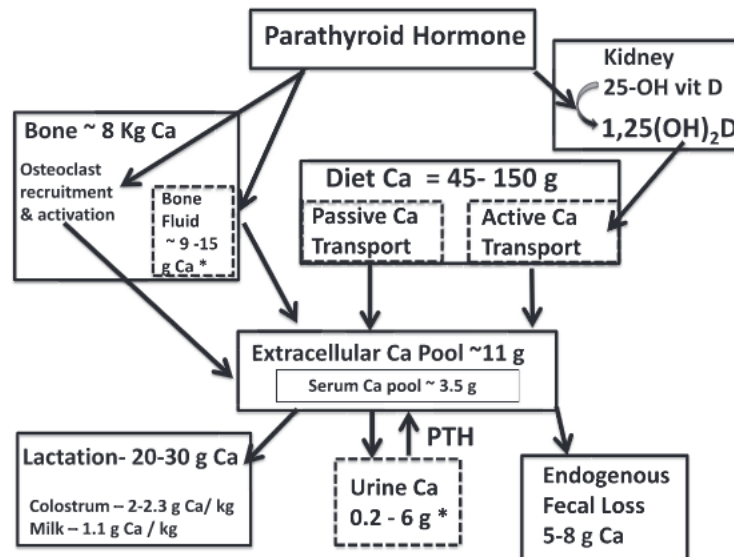 Parathyroid Hormone
Kidney
25-OH vit D
1,25(OH)₂D
Bone ~ 8 Kg Ca
Osteoclast
recruitment
& activation
Bone
Fluid
~ 9 -15
g Ca *
Diet Ca = 45- 150 g
Passive Ca
Transport
Active Ca
Transport
Extracellular Ca Pool ~11 g
Serum Ca pool ~ 3.5 g
Lactation- 20-30 g Ca
Colostrum – 2-2.3 g Ca/ kg
Milk – 1.1 g Ca / kg
PTH
Urine Ca
0.2 - 6 g *
Endogenous
Fecal Loss
5-8 g Ca